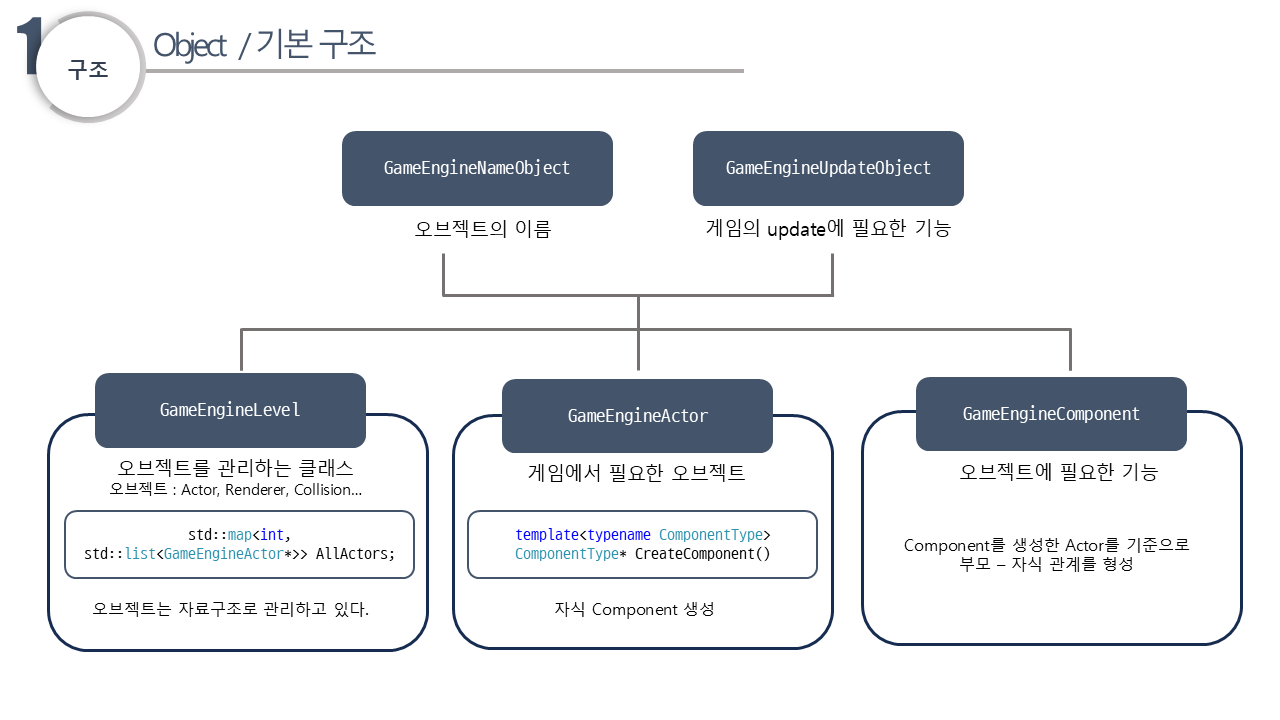 1
구조
Object / 기본 구조
GameEngineNameObject
GameEngineUpdateObject
오브젝트의 이름
게임의 update에 필요한 기능
GameEngineLevel
오브젝트를 관리하는 클래스
오브젝트 : Actor, Renderer, Collision...
std::map<int,
std::list<GameEngineActor*>> AllActors;
오브젝트는 자료구조로 관리하고 있다.
GameEngineActor
게임에서 필요한 오브젝트
template<typename ComponentType>
ComponentType* CreateComponent()
자식 Component 생성
GameEngineComponent
오브젝트에 필요한 기능
Component를 생성한 Actor를 기준으로
부모 – 자식 관계를 형성